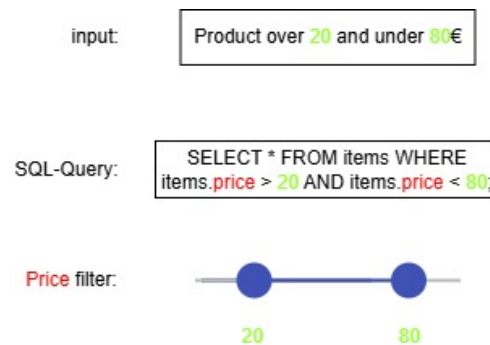 input:
Product over 20 and under 80€
SQL-Query:
SELECT * FROM items WHERE
items.price > 20 AND items.price < 80;
Price filter:
20 80